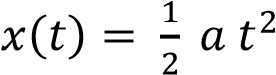 x(t) = ½ a t²